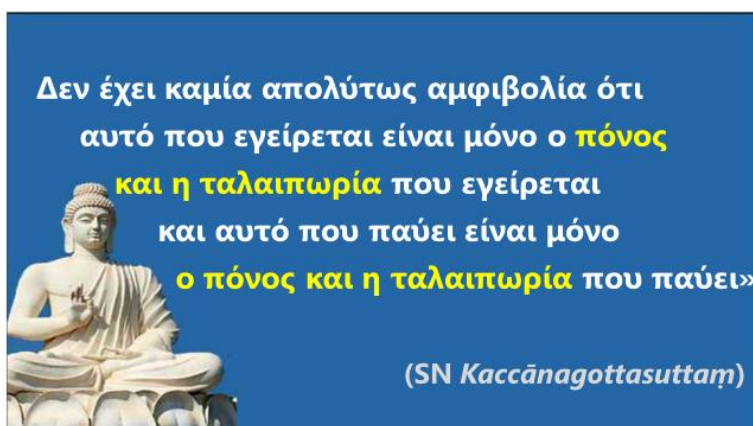 Δεν έχει καμία απολύτως αμφιβολία ότι
αυτό που εγείρεται είναι μόνο ο πόνος
και η ταλαιπωρία που εγείρεται
και αυτό που παύει είναι μόνο
ο πόνος και η ταλαιπωρία που παύει»
(SN Kaccānagottasuttaṃ)